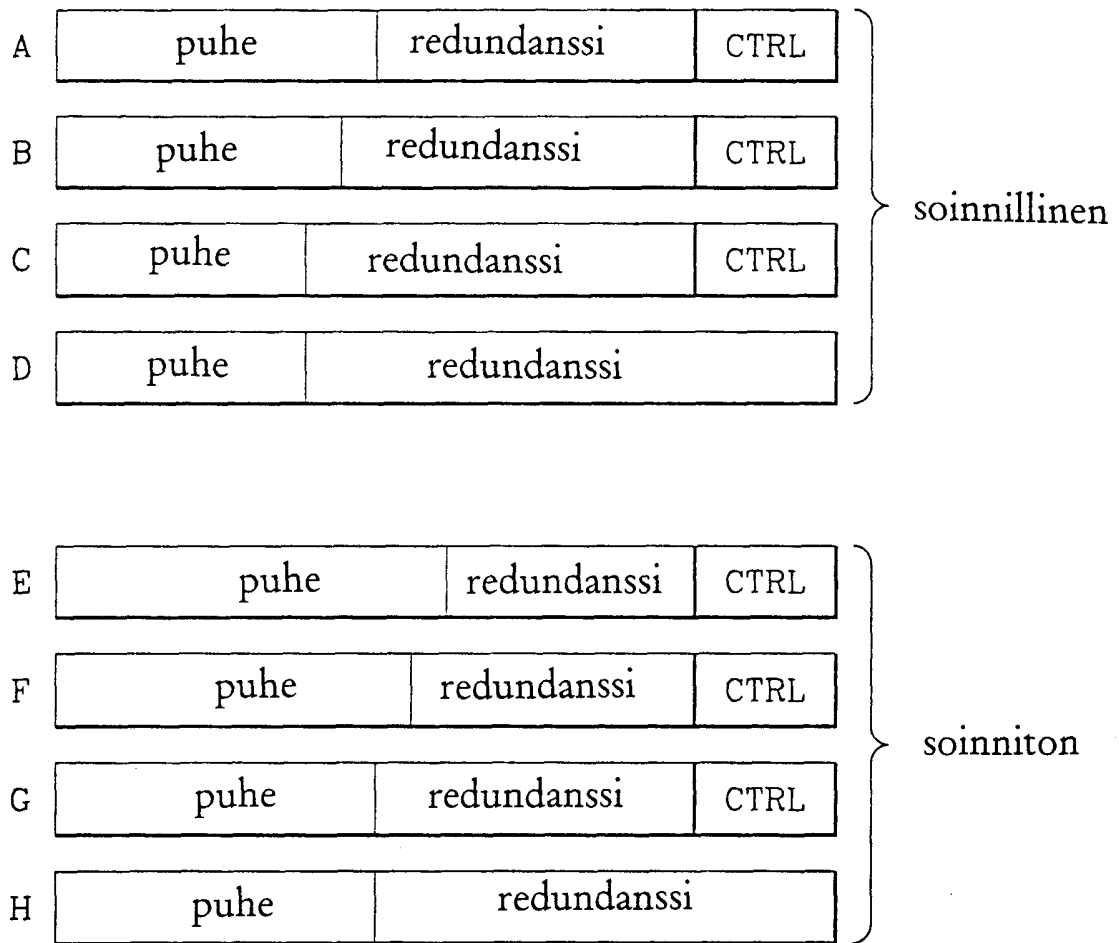 A puhe redundanssi CTRL
B puhe redundanssi CTRL
C puhe redundanssi CTRL
D puhe redundanssi
soinnillinen
E puhe redundanssi CTRL
F puhe redundanssi CTRL
G puhe redundanssi CTRL
H puhe redundanssi
soinniton